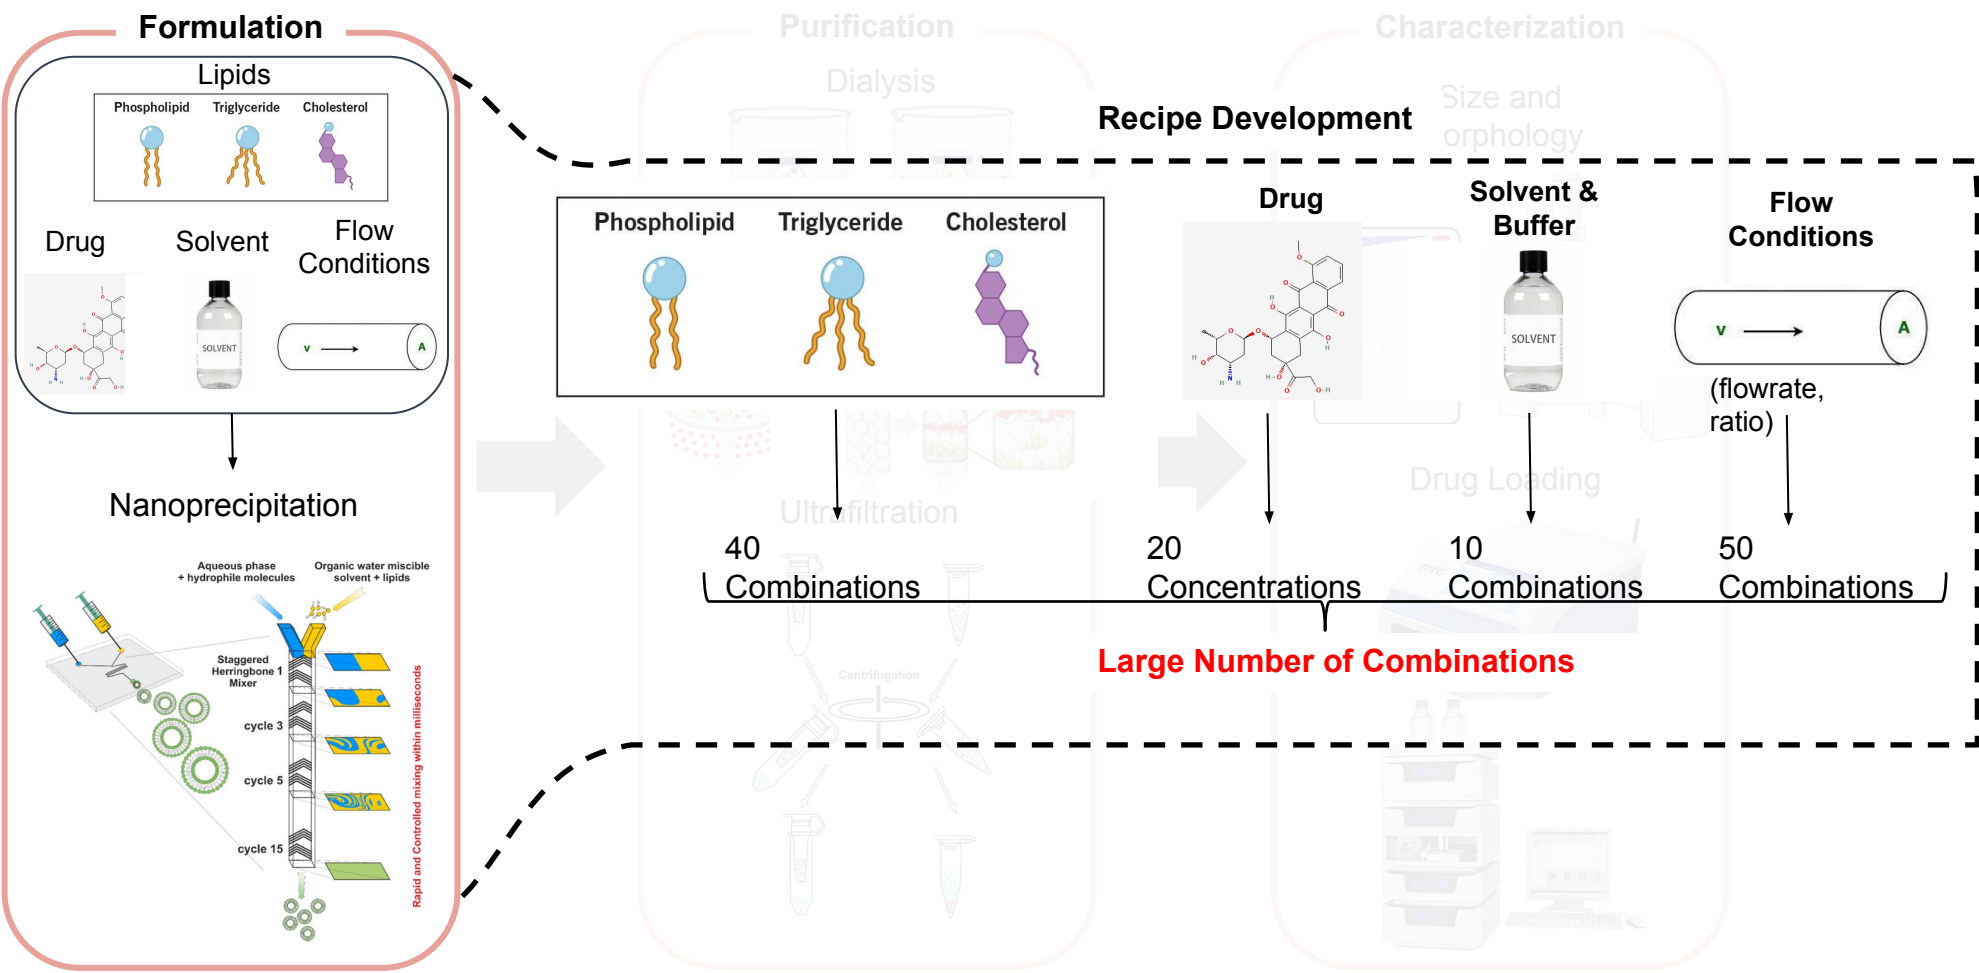 Formulation
Lipids
Phospholipid Triglyceride Cholesterol
Drug
Solvent
Flow
Conditions
SOLVENT
v
A
Nanoprecipitation
Aqueous phase
+ hydrophile molecules
Organic water miscible
solvent + lipids
Staggered
Herringbone 1
Mixer
cycle 3
cycle 5
cycle 15
Rapid and Controlled mixing within milliseconds
Purification
Dialysis
Ultrafiltration
Centrifugation
Characterization
Size and
orphology
Drug Loading
Recipe Development
Phospholipid Triglyceride Cholesterol
Drug
Solvent &
Buffer
SOLVENT
Flow
Conditions
v
A
(flowrate,
ratio)
40
Combinations
20
Concentrations
10
Combinations
50
Combinations
Large Number of Combinations